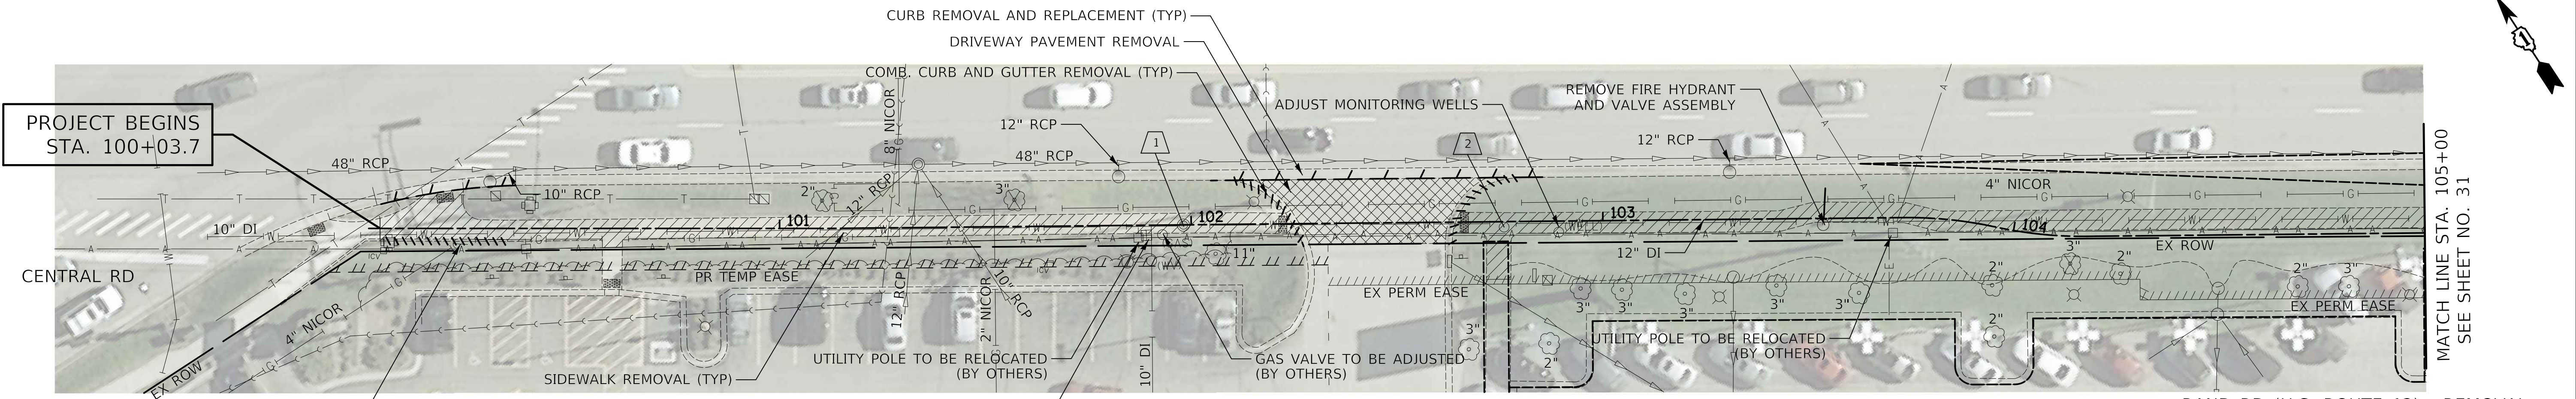 CURB REMOVAL AND REPLACEMENT (TYP)
DRIVEWAY PAVEMENT REMOVAL
COMB. CURB AND GUTTER REMOVAL (TYP)
ADJUST MONITORING WELLS
REMOVE FIRE HYDRANT
AND VALVE ASSEMBLY
1
PROJECT BEGINS
STA. 100+03.7
8" NICOR
12" RCP
1
2
12" RCP
48" RCP
48" RCP
10" RCP
2"
12" RCP
3"
4" NICOR
101
102
103
104
10" DI
11"
12" DI
EX ROW
3"
2"
2"
2"
3"
CENTRAL RD
ICV
ICV
PR TEMP EASE
EX PERM EASE
EX PERM EASE
3"
3"
3"
3"
3"
4" NICOR
12" RCP
2" NICOR
10" RCP
3"
2"
2"
UTILITY POLE TO BE RELOCATED
(BY OTHERS)
10" DI
GAS VALVE TO BE ADJUSTED
(BY OTHERS)
UTILITY POLE TO BE RELOCATED
(BY OTHERS)
SIDEWALK REMOVAL (TYP)
EX ROW
MATCH LINE STA. 105+00
SEE SHEET NO. 31